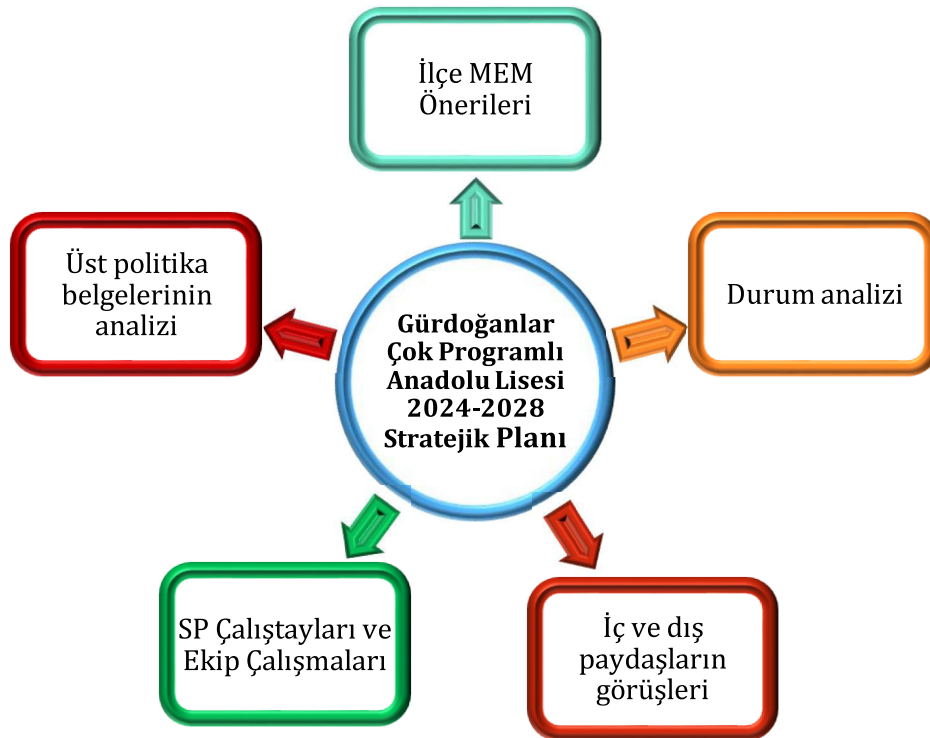 İlçe MEM
Önerileri
Üst politika
belgelerinin
analizi
Durum analizi
Gürdoğanlar
Çok Programlı
Anadolu Lisesi
2024-2028
Stratejik Planı
SP Çalıştayları ve
Ekip Çalışmaları
İç ve dış
paydaşların
görüşleri